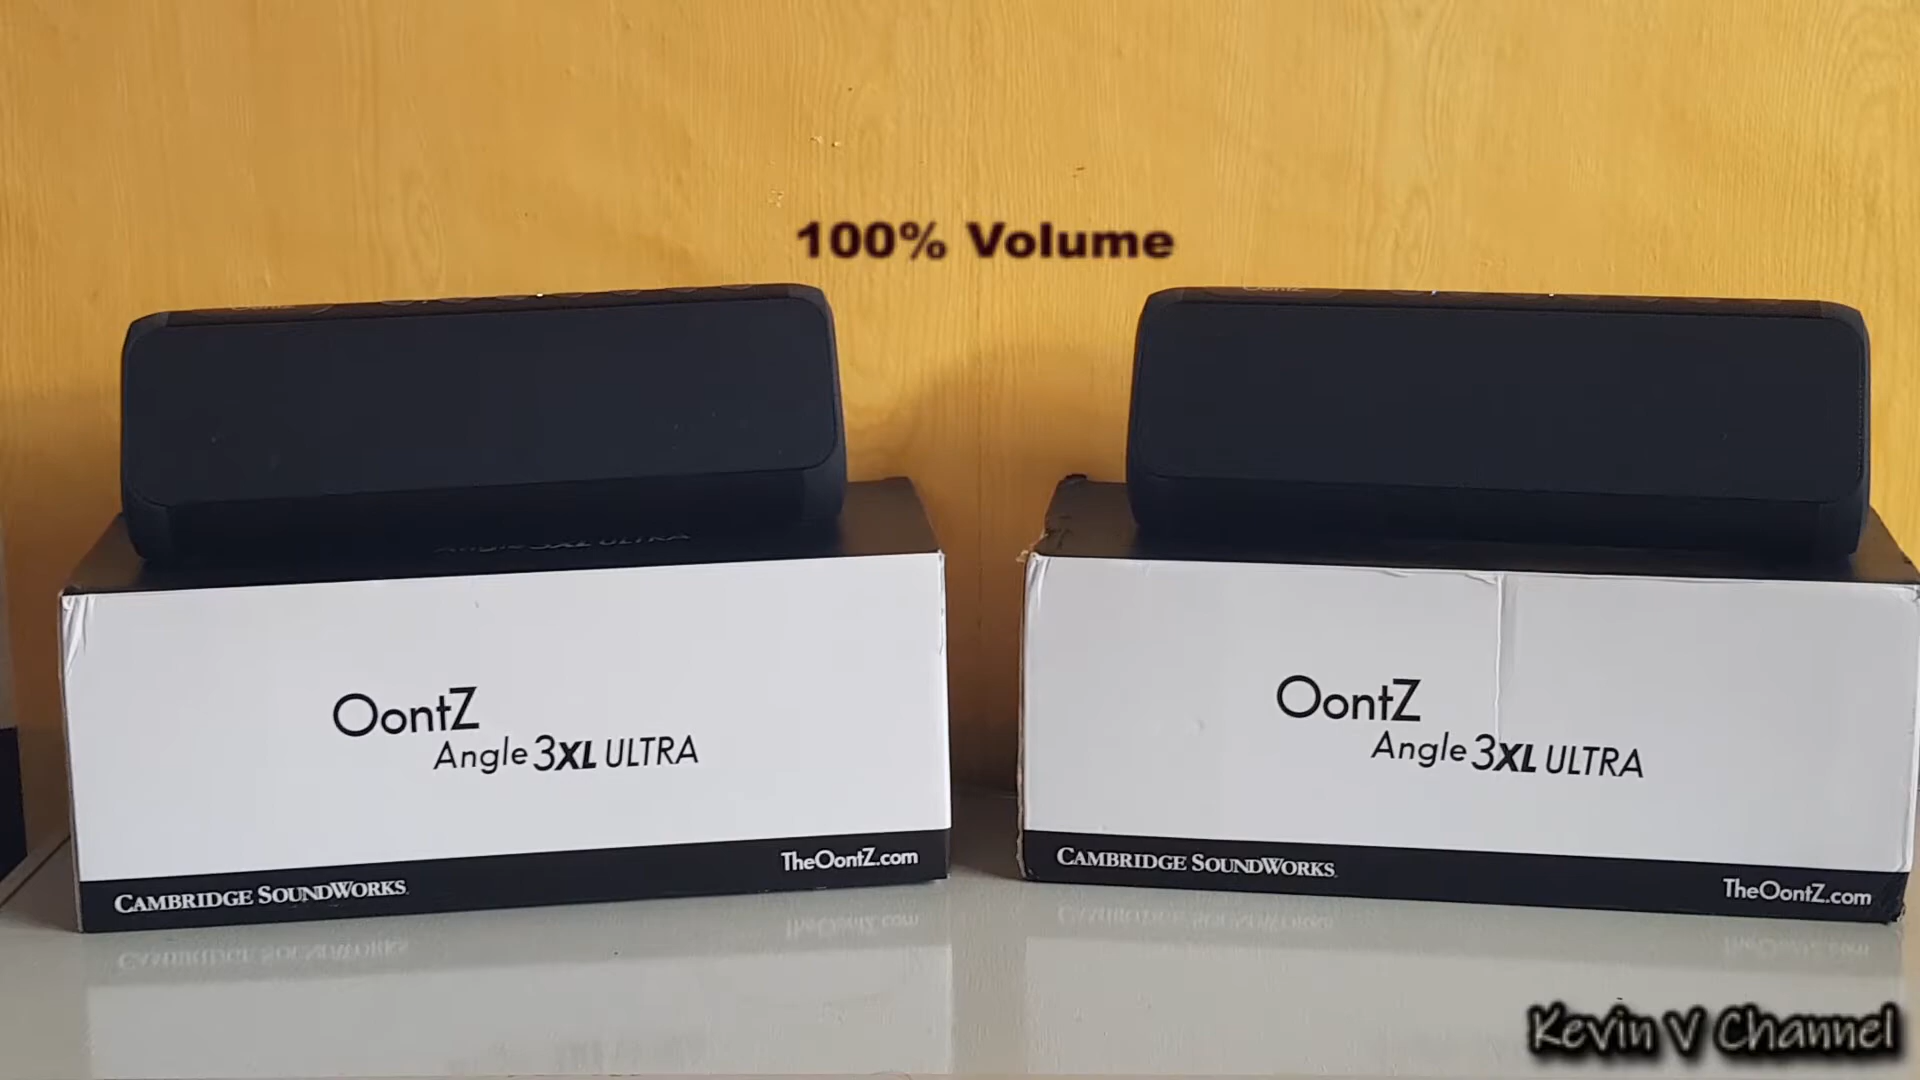 100% Volume
OontZ
Angle 3XL ULTRA
TheOontZ.com
CAMBRIDGE SOUNDWORKS
OontZ
Angle 3XL ULTRA
CAMBRIDGE SOUNDWORKS
TheOontZ.com
Kevin V Channel